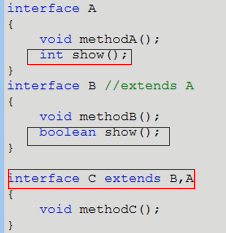 interface A
{
    void methodA();
    int show();
}
interface B //extends A
{
    void methodB();
    boolean show();
}

interface C extends B,A
{
    void methodC();